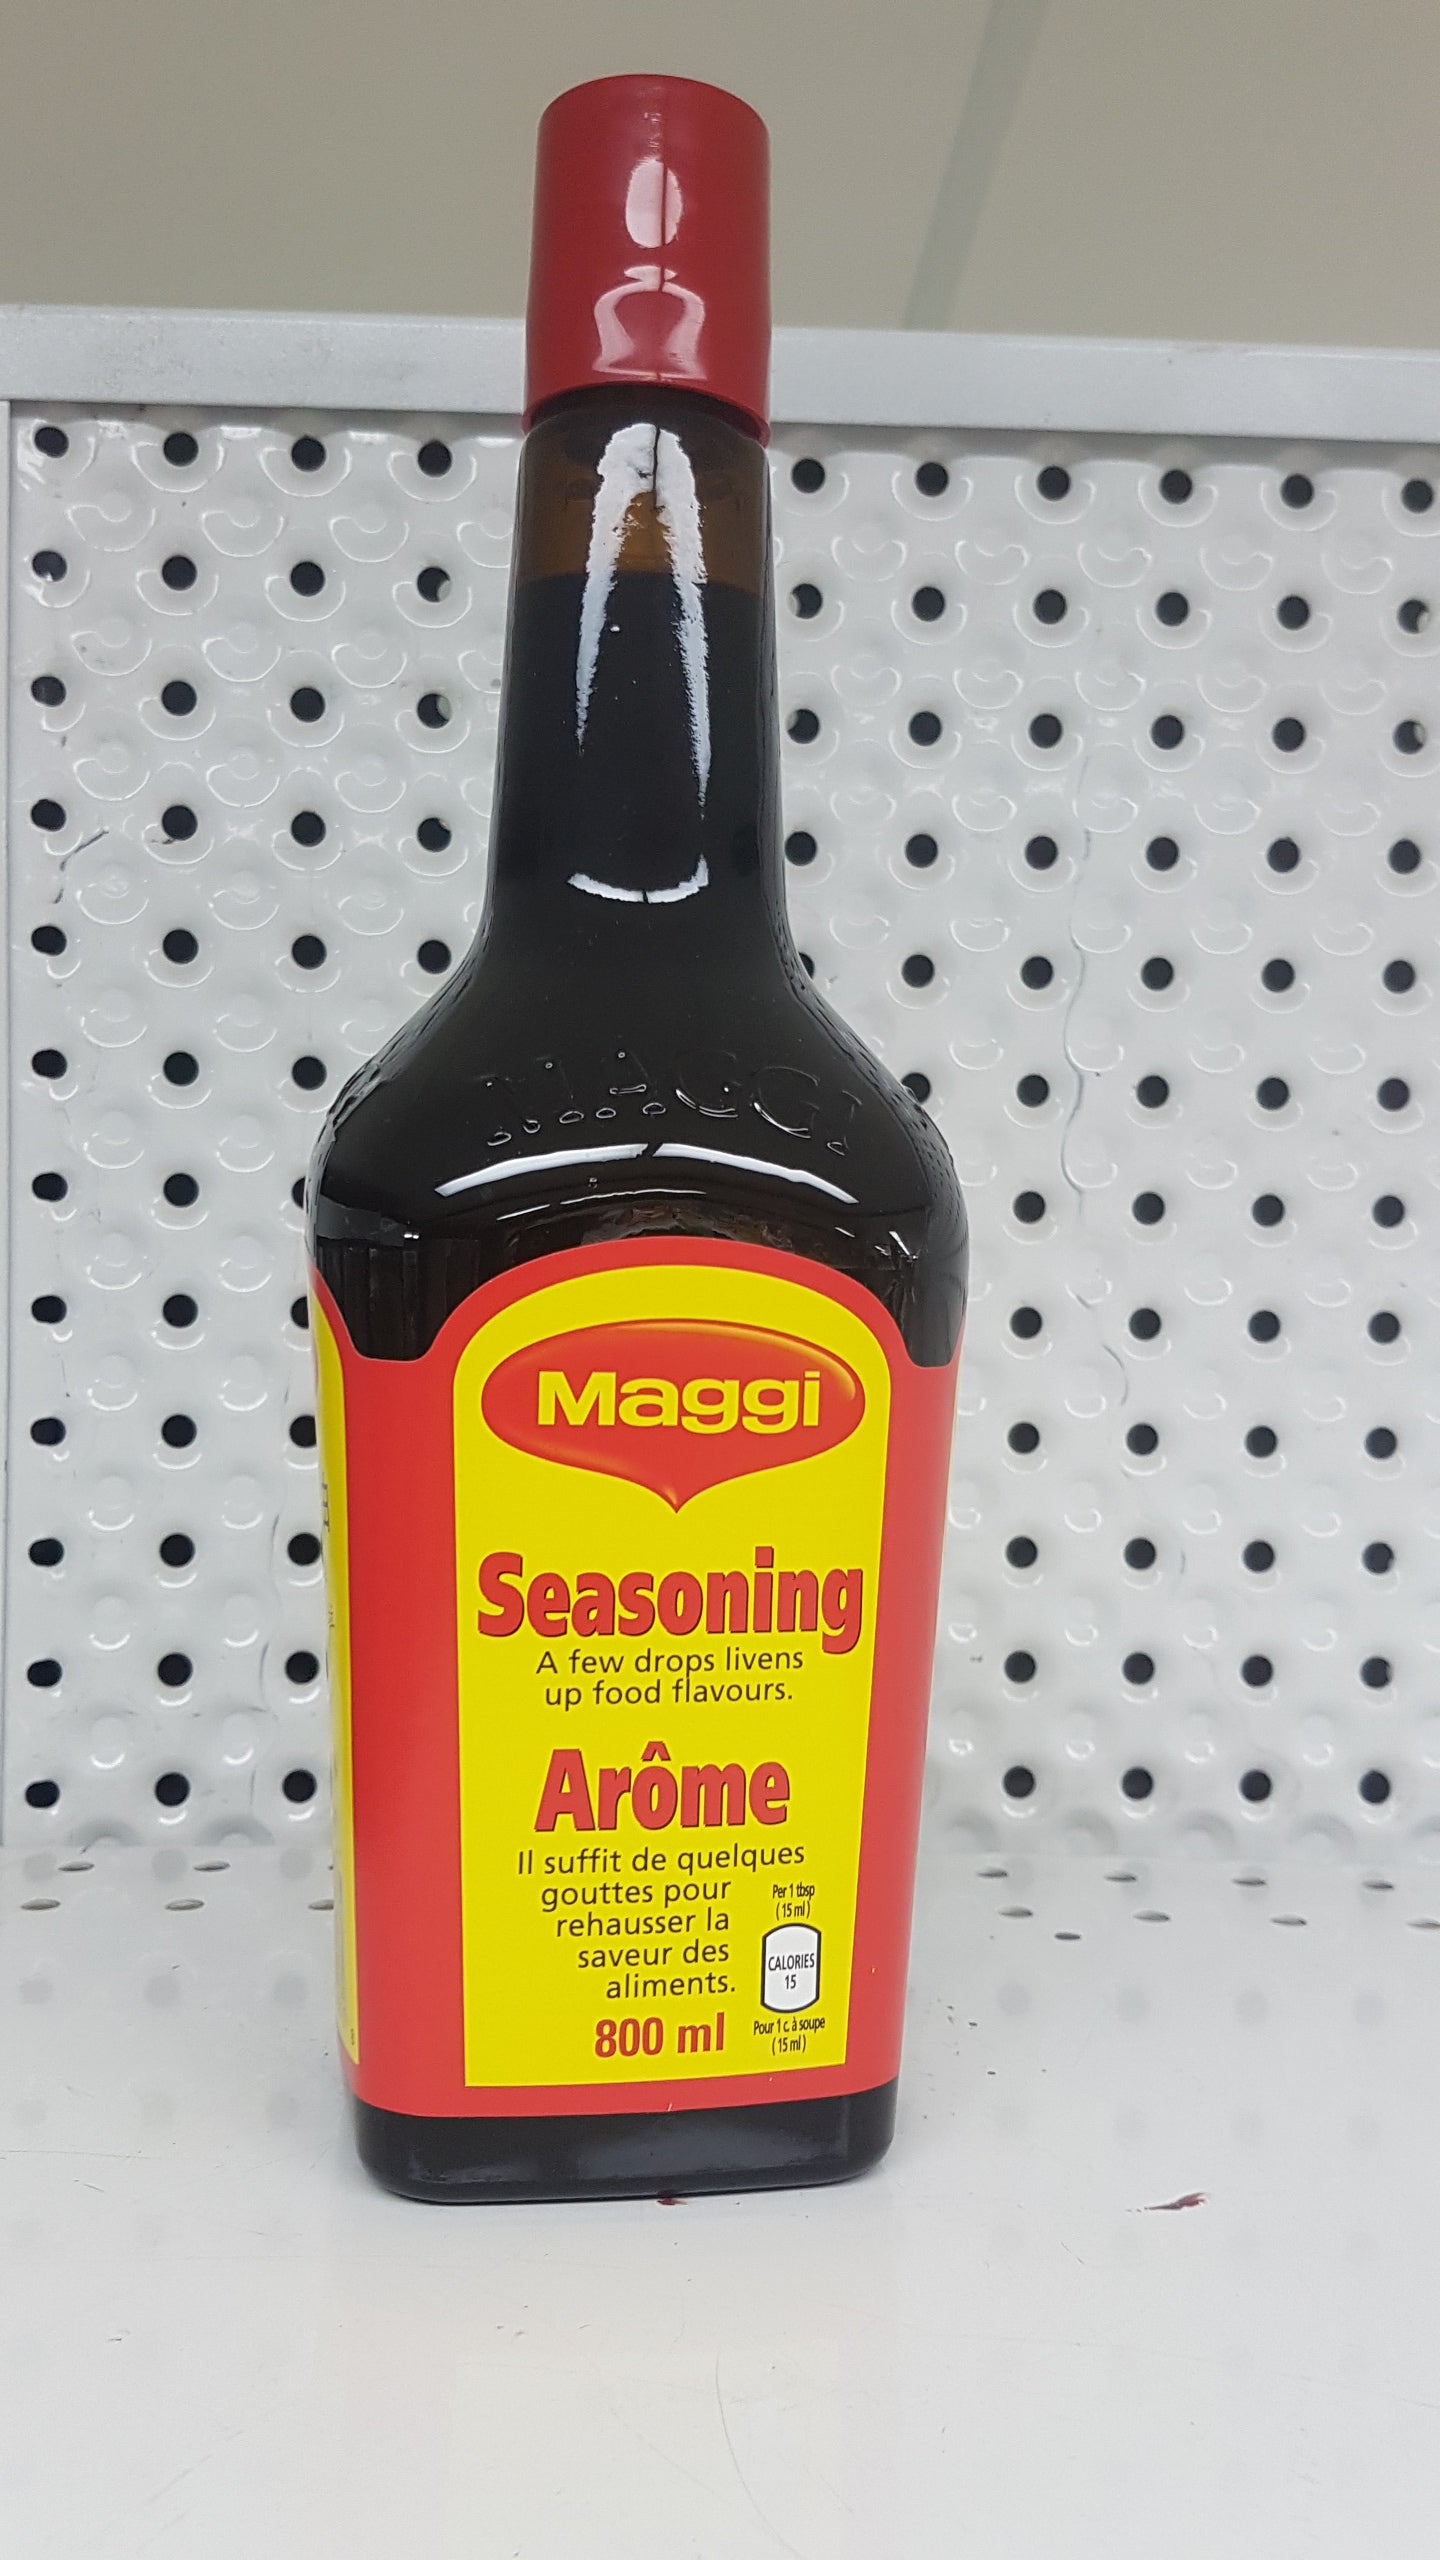 MAGGI
Maggi
Seasoning
A few drops livens
up food flavours.
Arôme
Il suffit de quelques
gouttes pour
rehausser la
saveur des
aliments.
800 ml
Per 1 tbsp
(15 ml)
CALORIES
15
Pour 1 c. à soupe
(15 ml)